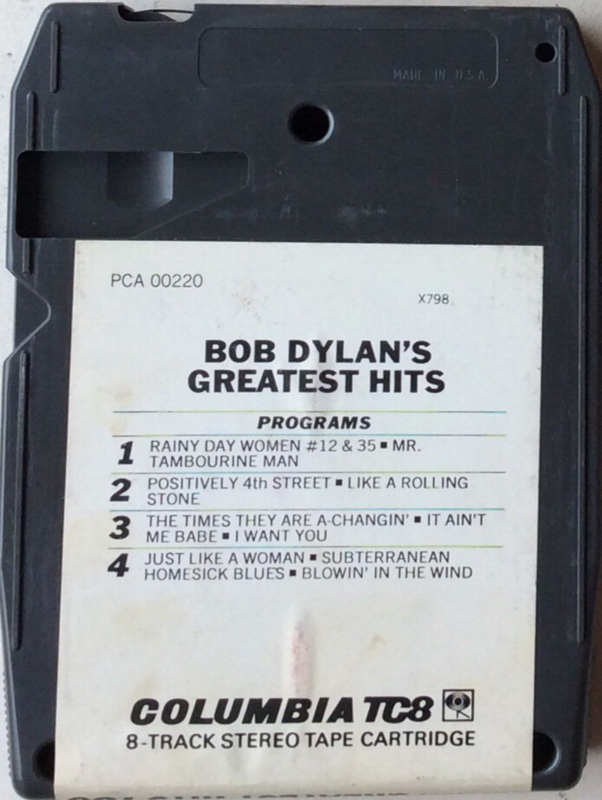 MADE IN U.S.A
PCA 00220
X798
BOB DYLAN'S
GREATEST HITS
PROGRAMS
1 RAINY DAY WOMEN #12 & 35 ▪ MR.
TAMBOURINE MAN
2 POSITIVELY 4th STREET ▪ LIKE A ROLLING
STONE
3 THE TIMES THEY ARE A-CHANGIN' ▪ IT AIN'T
ME BABE ▪ I WANT YOU
4 JUST LIKE A WOMAN ▪ SUBTERRANEAN
HOMESICK BLUES ▪ BLOWIN' IN THE WIND
COLUMBIA TC8
8-TRACK STEREO TAPE CARTRIDGE